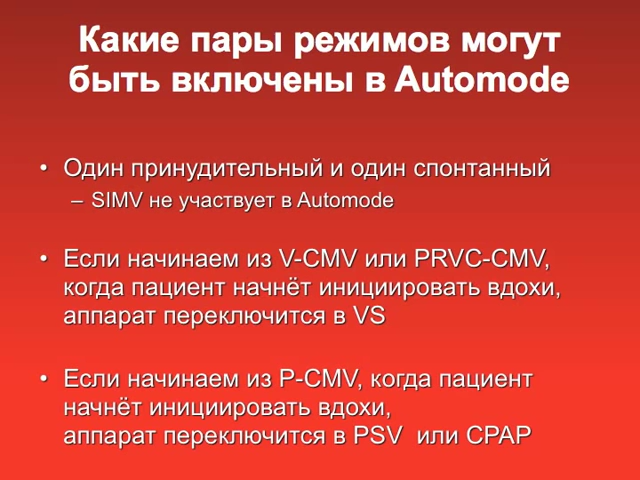 Какие пары режимов могут
быть включены в Automode
• Один принудительный и один спонтанный
– SIMV не участвует в Automode
• Если начинаем из V-CMV или PRVC-CMV,
когда пациент начнёт инициировать вдохи,
аппарат переключится в VS
• Если начинаем из P-CMV, когда пациент
начнёт инициировать вдохи,
аппарат переключится в PSV или CPAP